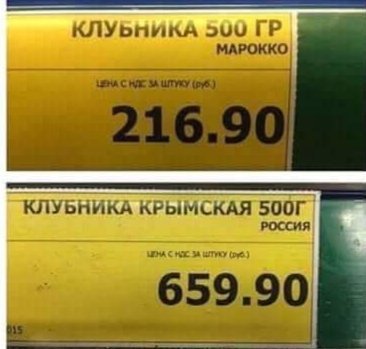 КЛУБНИКА 500 ГР
МАРОККО
ЦЕНА С НДС ЗА ШТУКУ (руб.)
216.90
КЛУБНИКА КРЫМСКАЯ 500Г
РОССИЯ
ЦЕНА С НДС ЗА ШТУКУ (руб.)
659.90
015